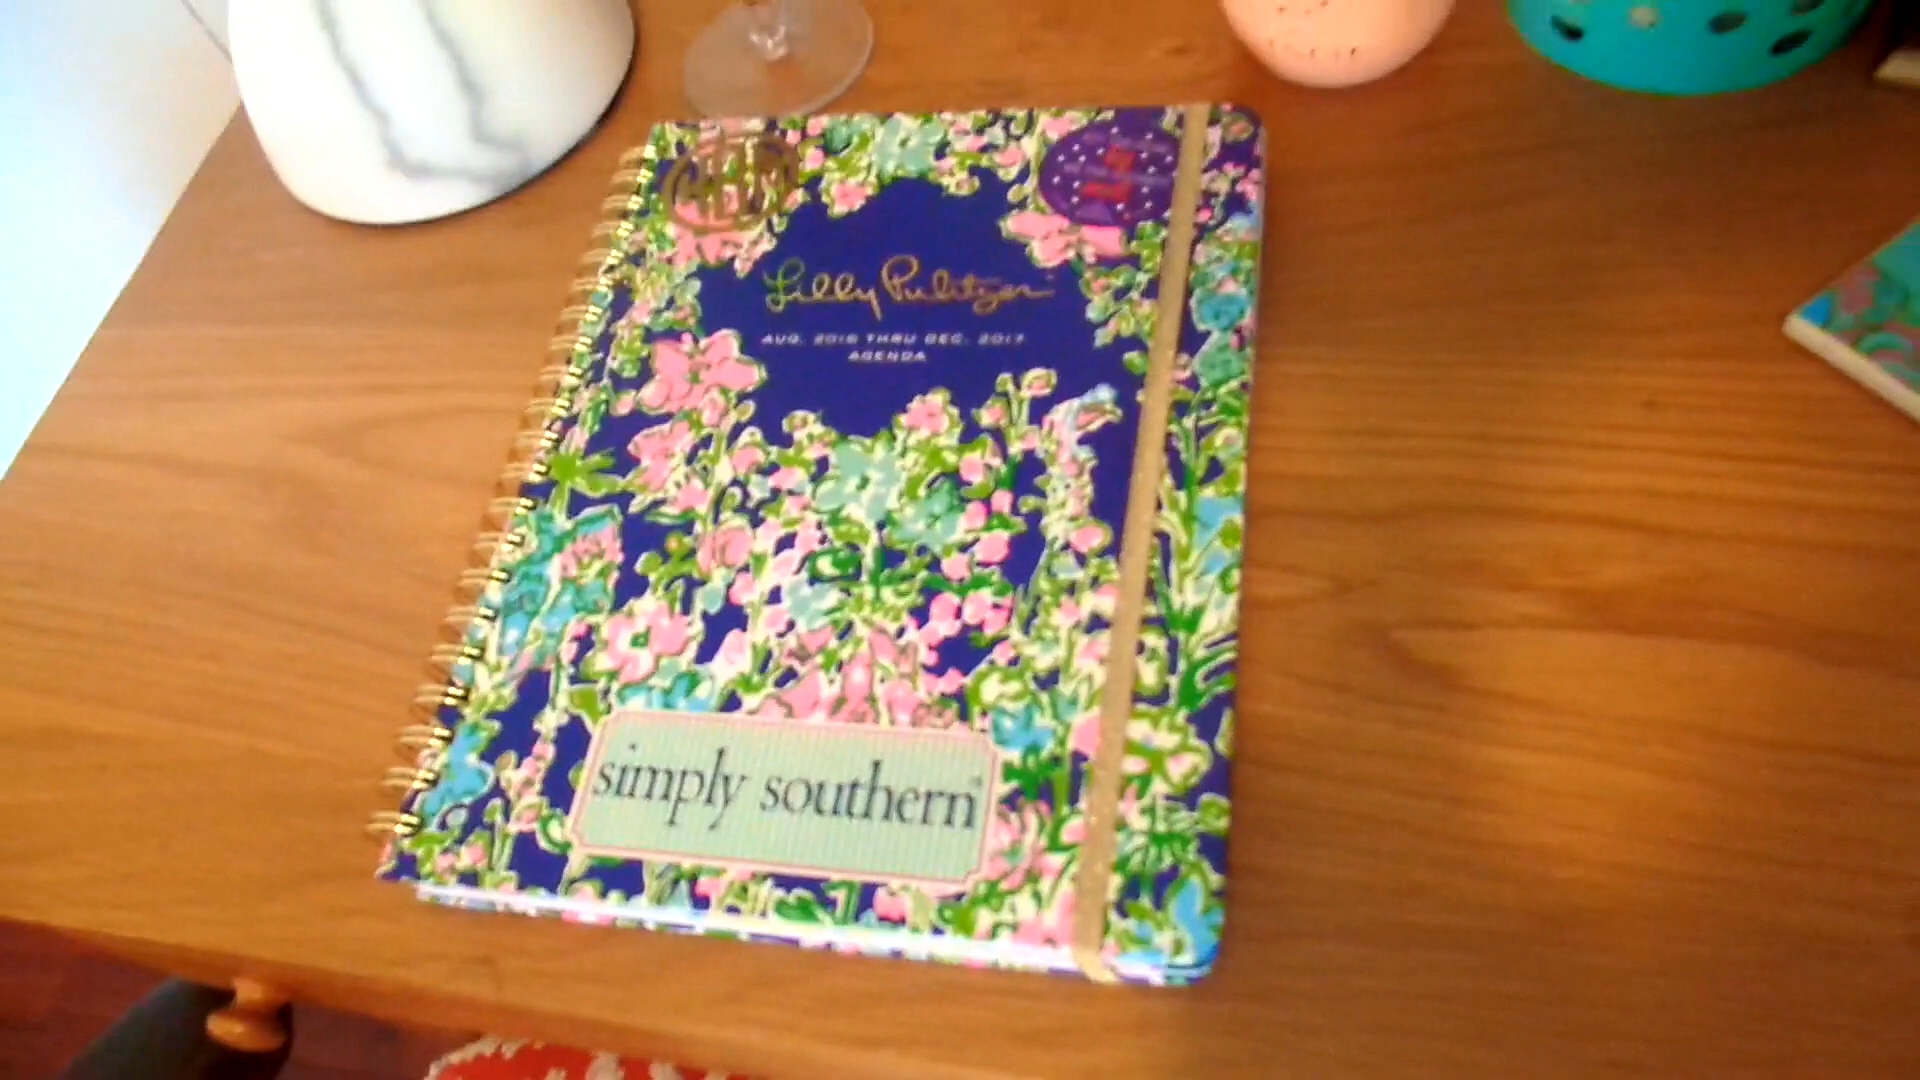 Lilly Pulitzer
AUG. 2016 THRU DEC. 2017
AGENDA
simply southern